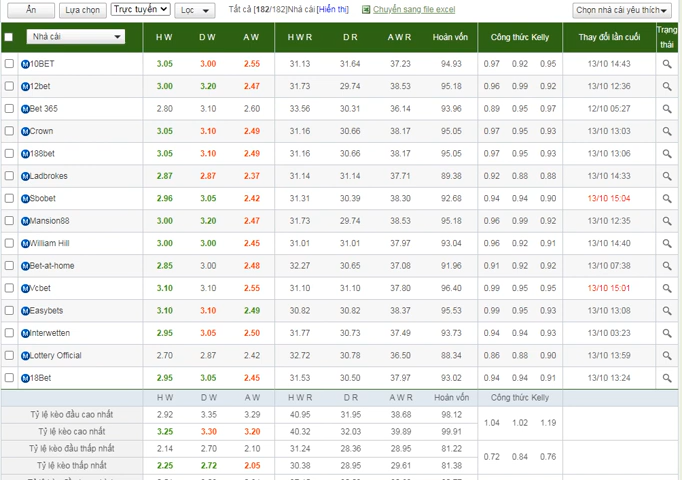 Ẩn Lựa chọn Trực tuyến Lọc Tất cả [182/182]Nhà cái [Hiển thị] Chuyển sang file excel Chọn nhà cái yêu thích
Nhà cái H W D W A W H W R D W R A W R Hoàn vốn Công thức Kelly Thay đổi lần cuối Trạng thái
10BET 3.05 3.00 2.55 31.13 31.64 37.23 94.93 0.97 0.92 0.95 13/10 14:43
12bet 3.00 3.20 2.47 31.73 29.74 38.53 95.18 0.96 0.99 0.92 13/10 12:36
Bet 365 2.80 3.10 2.60 33.56 30.31 36.14 93.96 0.89 0.95 0.97 12/10 05:27
Crown 3.05 3.10 2.49 31.16 30.66 38.17 95.05 0.97 0.95 0.93 13/10 13:03
188bet 3.05 3.10 2.49 31.16 30.66 38.17 95.05 0.97 0.95 0.93 13/10 13:06
Ladbrokes 2.87 2.87 2.37 31.14 31.14 37.71 89.38 0.92 0.88 0.88 13/10 14:33
Sbobet 2.96 3.05 2.42 31.31 30.39 38.30 92.68 0.94 0.94 0.90 13/10 15:04
Mansion88 3.00 3.20 2.47 31.73 29.74 38.53 95.18 0.96 0.99 0.92 13/10 12:35
William Hill 3.00 3.00 2.45 31.01 31.01 37.97 93.04 0.96 0.92 0.91 13/10 14:40
Bet-at-home 2.85 3.00 2.48 32.27 30.65 37.08 91.96 0.91 0.92 0.92 13/10 07:38
Vcbet 3.10 3.10 2.55 31.10 31.10 37.80 96.40 0.99 0.95 0.95 13/10 15:01
Easybets 3.10 3.10 2.49 30.82 30.82 38.37 95.53 0.99 0.95 0.93 13/10 13:08
Interwetten 2.95 3.05 2.50 31.77 30.73 37.49 93.73 0.94 0.94 0.93 13/10 03:23
Lottery Official 2.70 2.87 2.42 32.72 30.78 36.50 88.34 0.86 0.88 0.90 13/10 13:59
18Bet 2.95 3.05 2.45 31.53 30.50 37.97 93.02 0.94 0.94 0.91 13/10 13:24
H W D W A W H W R D W R A W R Hoàn vốn Công thức Kelly
Tỷ lệ kèo đầu cao nhất 2.92 3.35 3.29 40.95 31.95 38.68 98.12 1.04 1.02 1.19
Tỷ lệ kèo cao nhất 3.25 3.30 3.20 40.32 32.03 39.89 99.91
Tỷ lệ kèo đầu thấp nhất 2.14 2.70 2.10 31.24 28.36 28.95 81.22 0.72 0.84 0.76
Tỷ lệ kèo thấp nhất 2.25 2.72 2.05 30.38 28.95 29.61 81.38